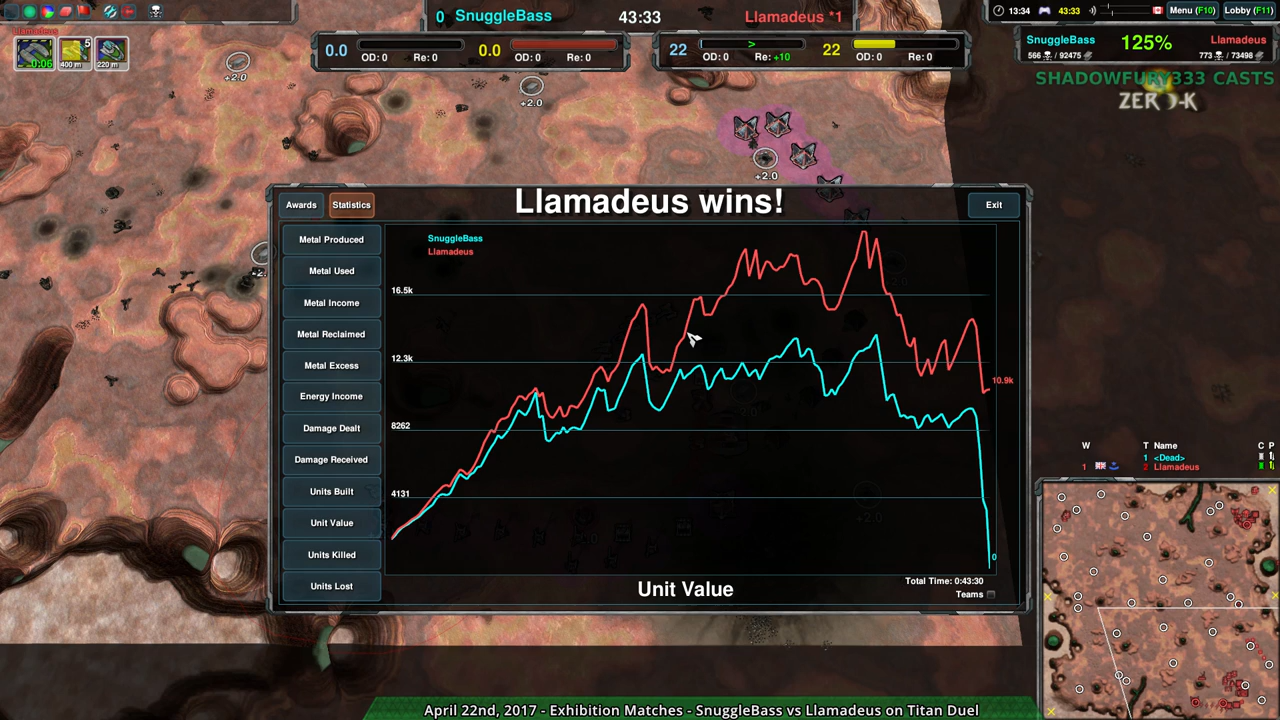 0 SnuggleBass 43:33 Llamadeus *1
13:34 43:33 Menu (F10) Lobby (F11)
Llamadeus
5
0:06 400 m 220 m
0.0 OD: 0 Re: 0 0.0 OD: 0 Re: 0
22 OD: 0 Re: +10 22 OD: 0 Re: 0
SnuggleBass 125% Llamadeus
566 / 92475 773 / 73498
SHADOWFURY333 CASTS
ZERO-K
+2.0
+2.0
+2.0
Llamadeus wins!
Awards Statistics Exit
Metal Produced
Metal Used
Metal Income
Metal Reclaimed
Metal Excess
Energy Income
Damage Dealt
Damage Received
Units Built
Unit Value
Units Killed
Units Lost
SnuggleBass
Llamadeus
16.5k
12.3k
8262
4131
10.9k
0
Total Time: 0:43:30
Unit Value
Teams
W T Name C P
1 <Dead>
1 2 Llamadeus
April 22nd, 2017 - Exhibition Matches - SnuggleBass vs Llamadeus on Titan Duel